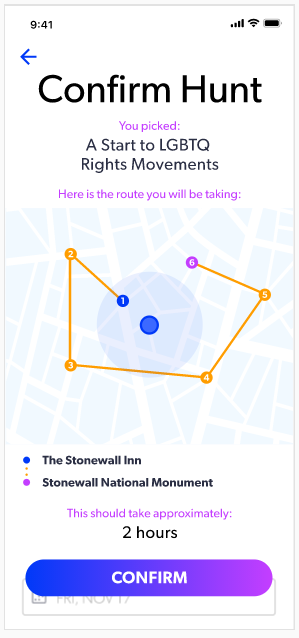 9:41
Confirm Hunt
You picked:
A Start to LGBTQ
Rights Movements
Here is the route you will be taking:
2
6
5
1
3
4
The Stonewall Inn
Stonewall National Monument
This should take approximately:
2 hours
CONFIRM
FRI, NOV 17